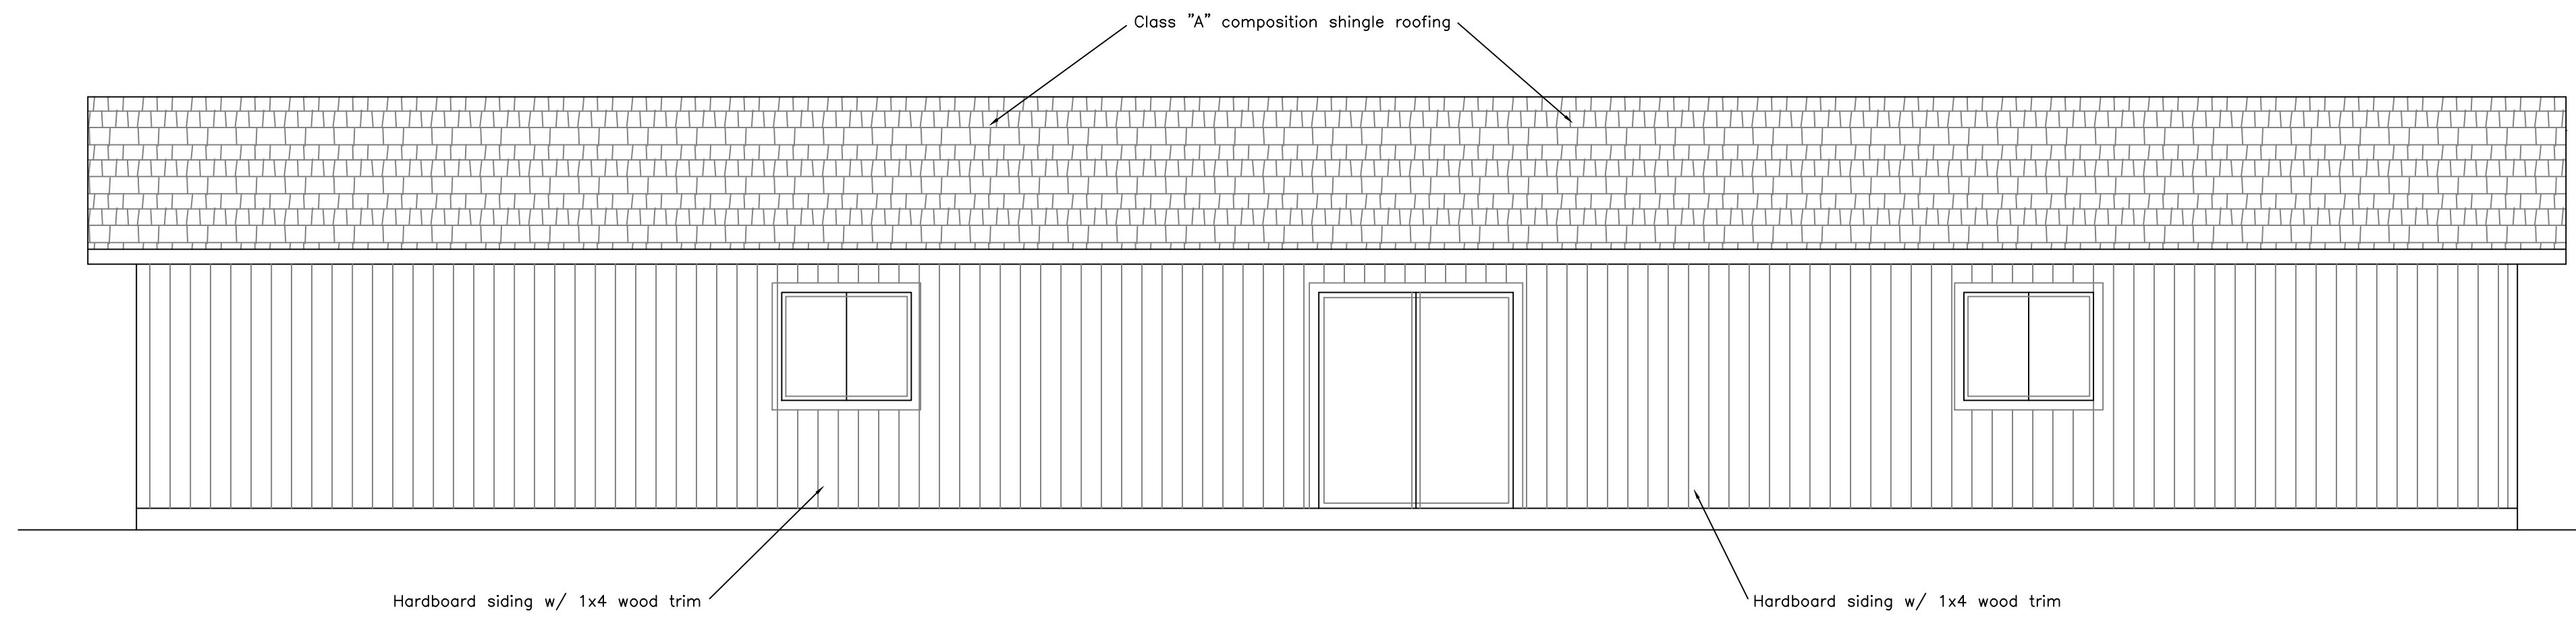 Class "A" composition shingle roofing
Hardboard siding w/ 1x4 wood trim
Hardboard siding w/ 1x4 wood trim